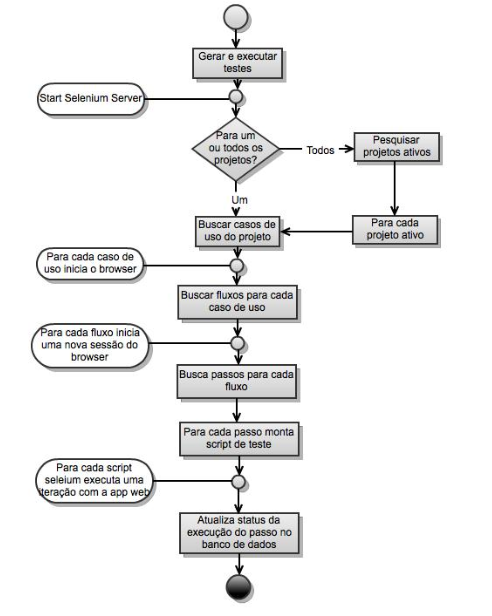 Gerar e executar
testes
Start Selenium Server
Para um
ou todos os
projetos?
Todos
Pesquisar
projetos ativos
Um
Buscar casos de
uso do projeto
Para cada
projeto ativo
Para cada caso de
uso inicia o browser
Buscar fluxos para cada
caso de uso
Para cada fluxo inicia
uma nova sessão do
browser
Busca passos para cada
fluxo
Para cada passo monta
script de teste
Para cada script
seleium executa uma
iteração com a app web
Atualiza status da
execução do passo no
banco de dados